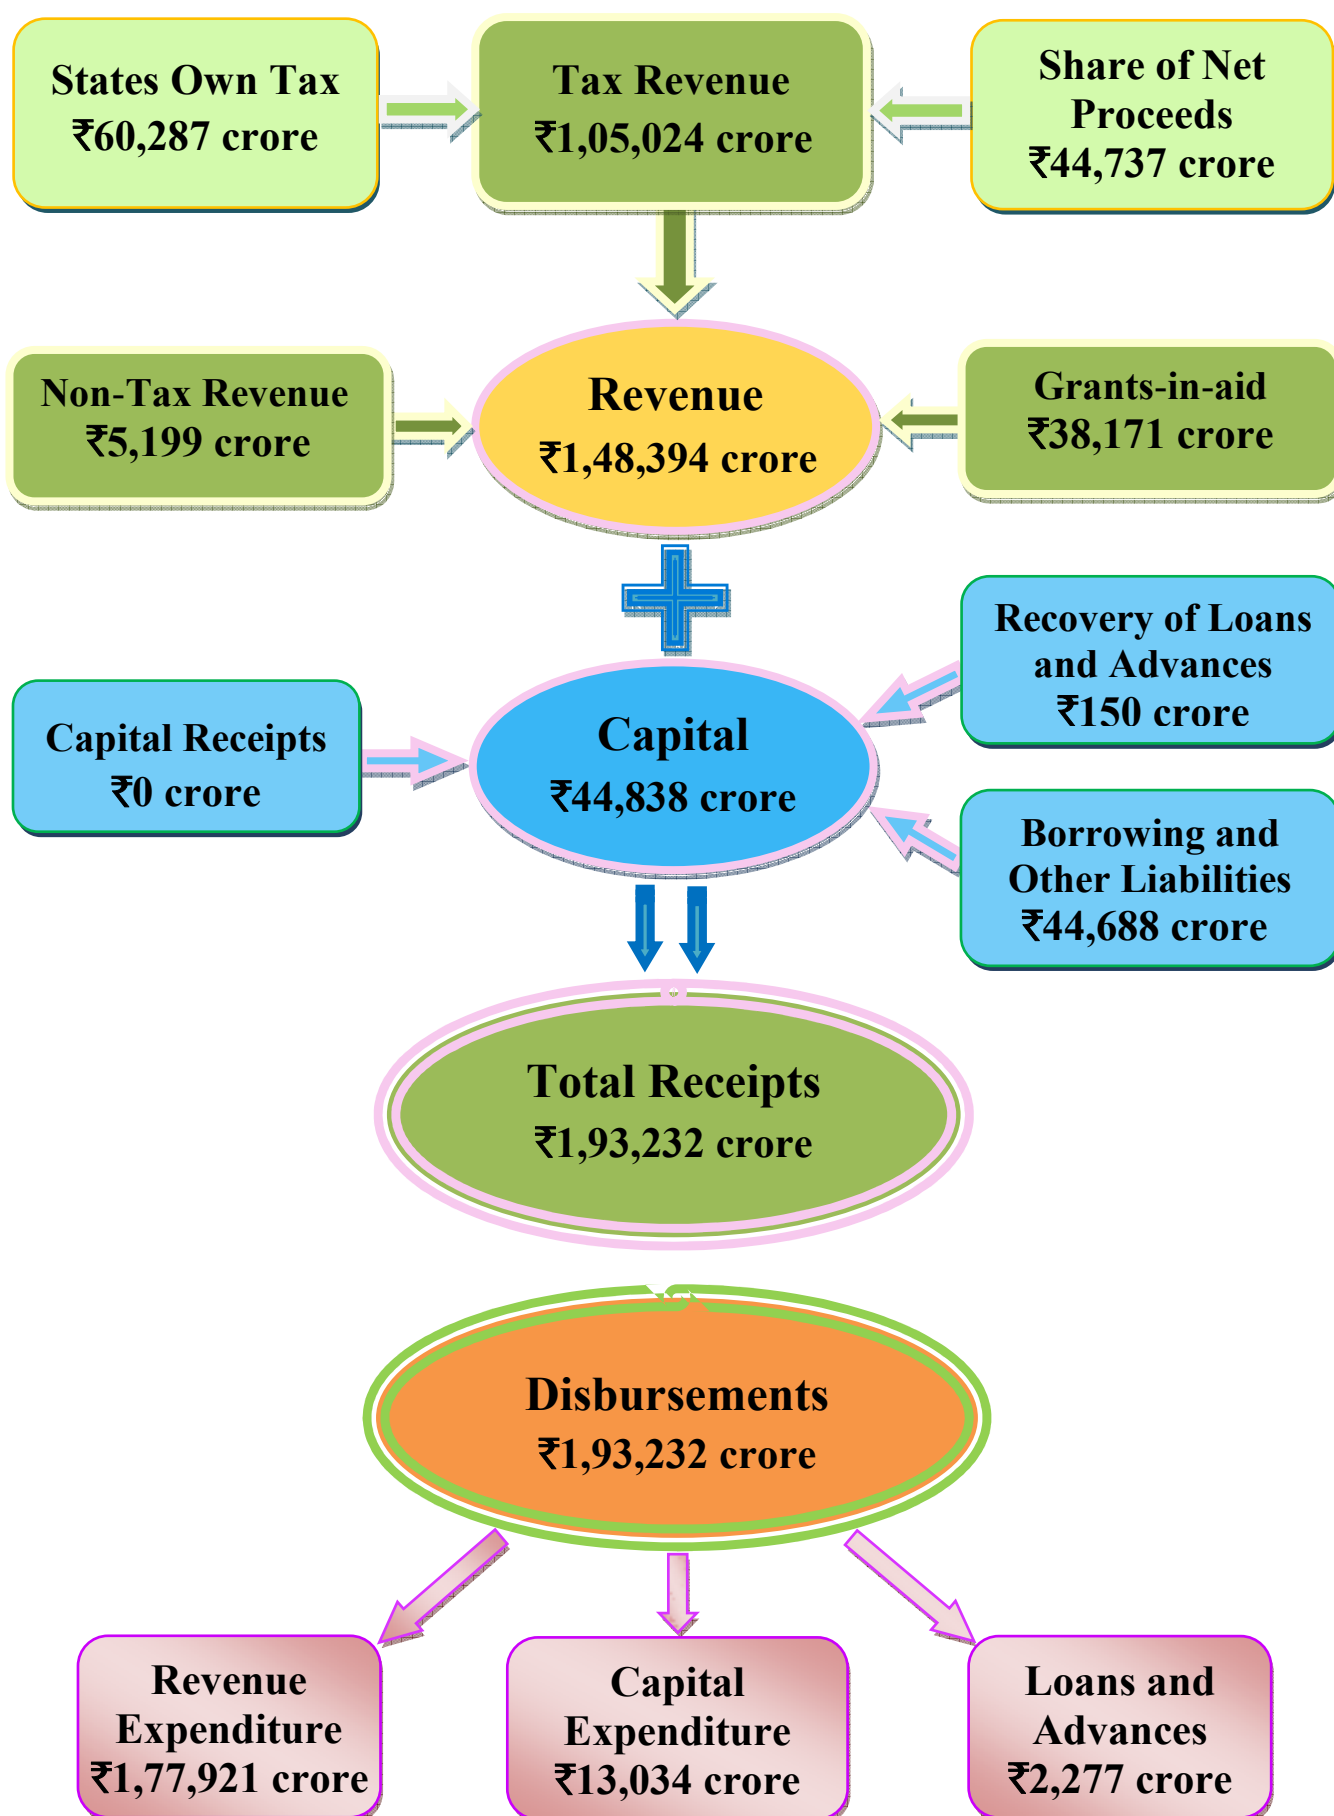 States Own Tax
₹60,287 crore
Tax Revenue
₹1,05,024 crore
Share of Net
Proceeds
₹44,737 crore
Non-Tax Revenue
₹5,199 crore
Revenue
₹1,48,394 crore
Grants-in-aid
₹38,171 crore
Capital Receipts
₹0 crore
Capital
₹44,838 crore
Recovery of Loans
and Advances
₹150 crore
Borrowing and
Other Liabilities
₹44,688 crore
Total Receipts
₹1,93,232 crore
Disbursements
₹1,93,232 crore
Revenue
Expenditure
₹1,77,921 crore
Capital
Expenditure
₹13,034 crore
Loans and
Advances
₹2,277 crore